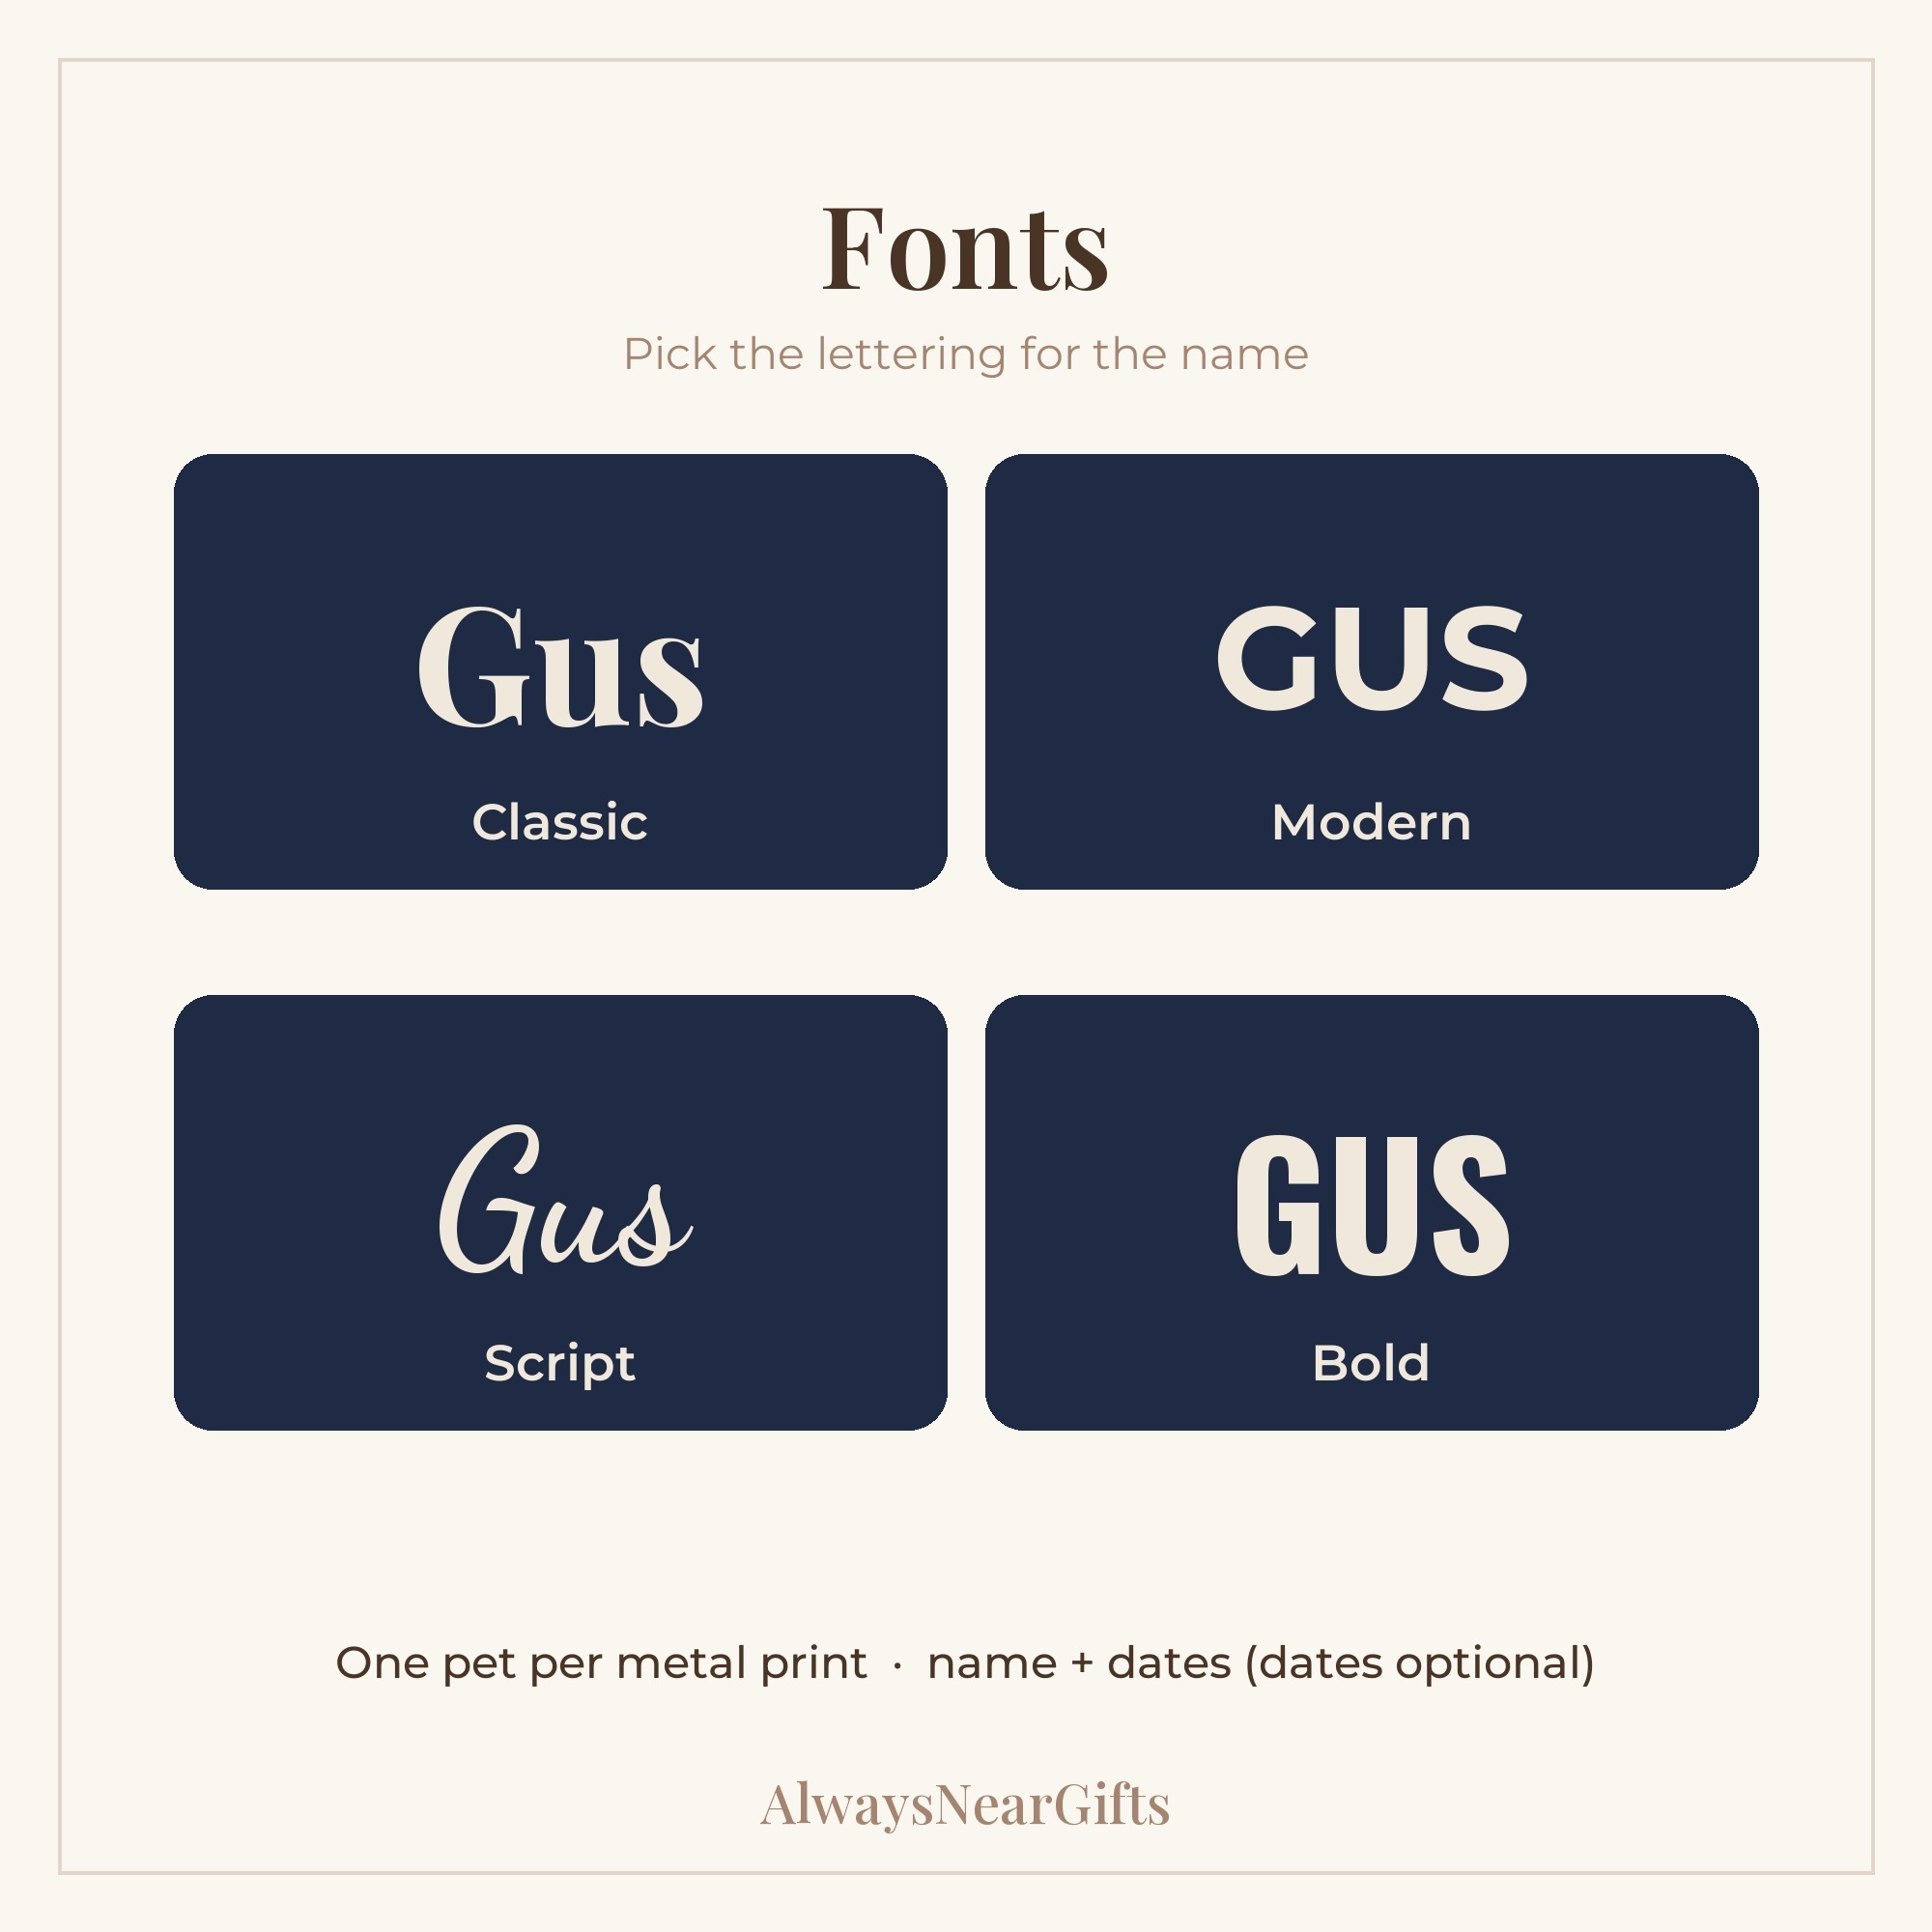 Fonts
Pick the lettering for the name
Gus
Classic
GUS
Modern
Gus
Script
GUS
Bold
One pet per metal print · name + dates (dates optional)
AlwaysNearGifts